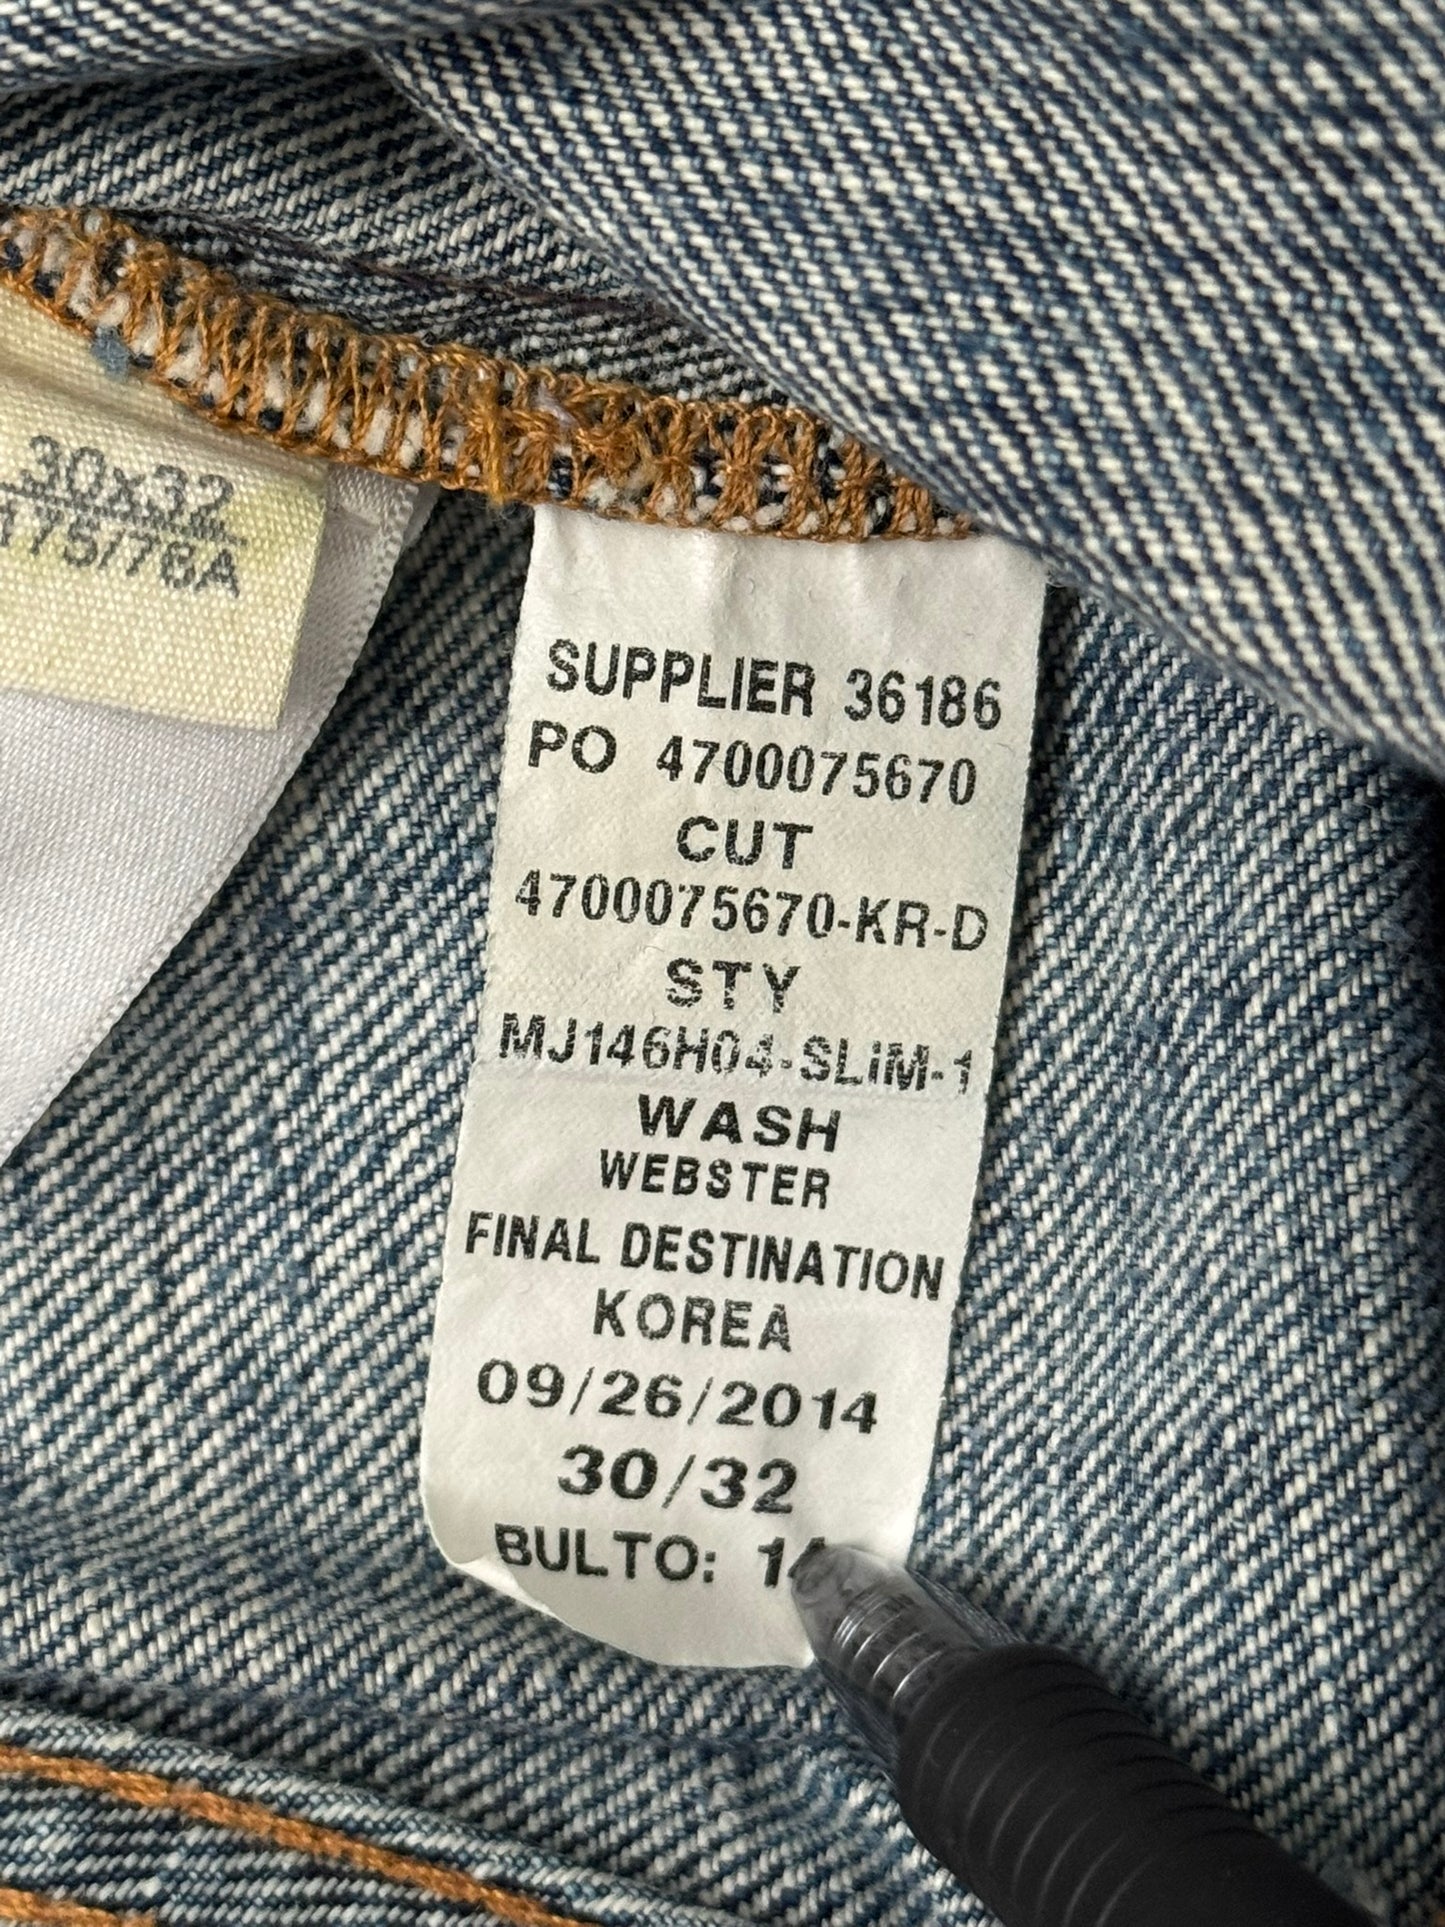 30x32
175/78A
SUPPLIER 36186
PO 4700075670
CUT
4700075670-KR-D
STY
MJ146H04-SLiM-1
WASH
WEBSTER
FINAL DESTINATION
KOREA
09/26/2014
30/32
BULTO: